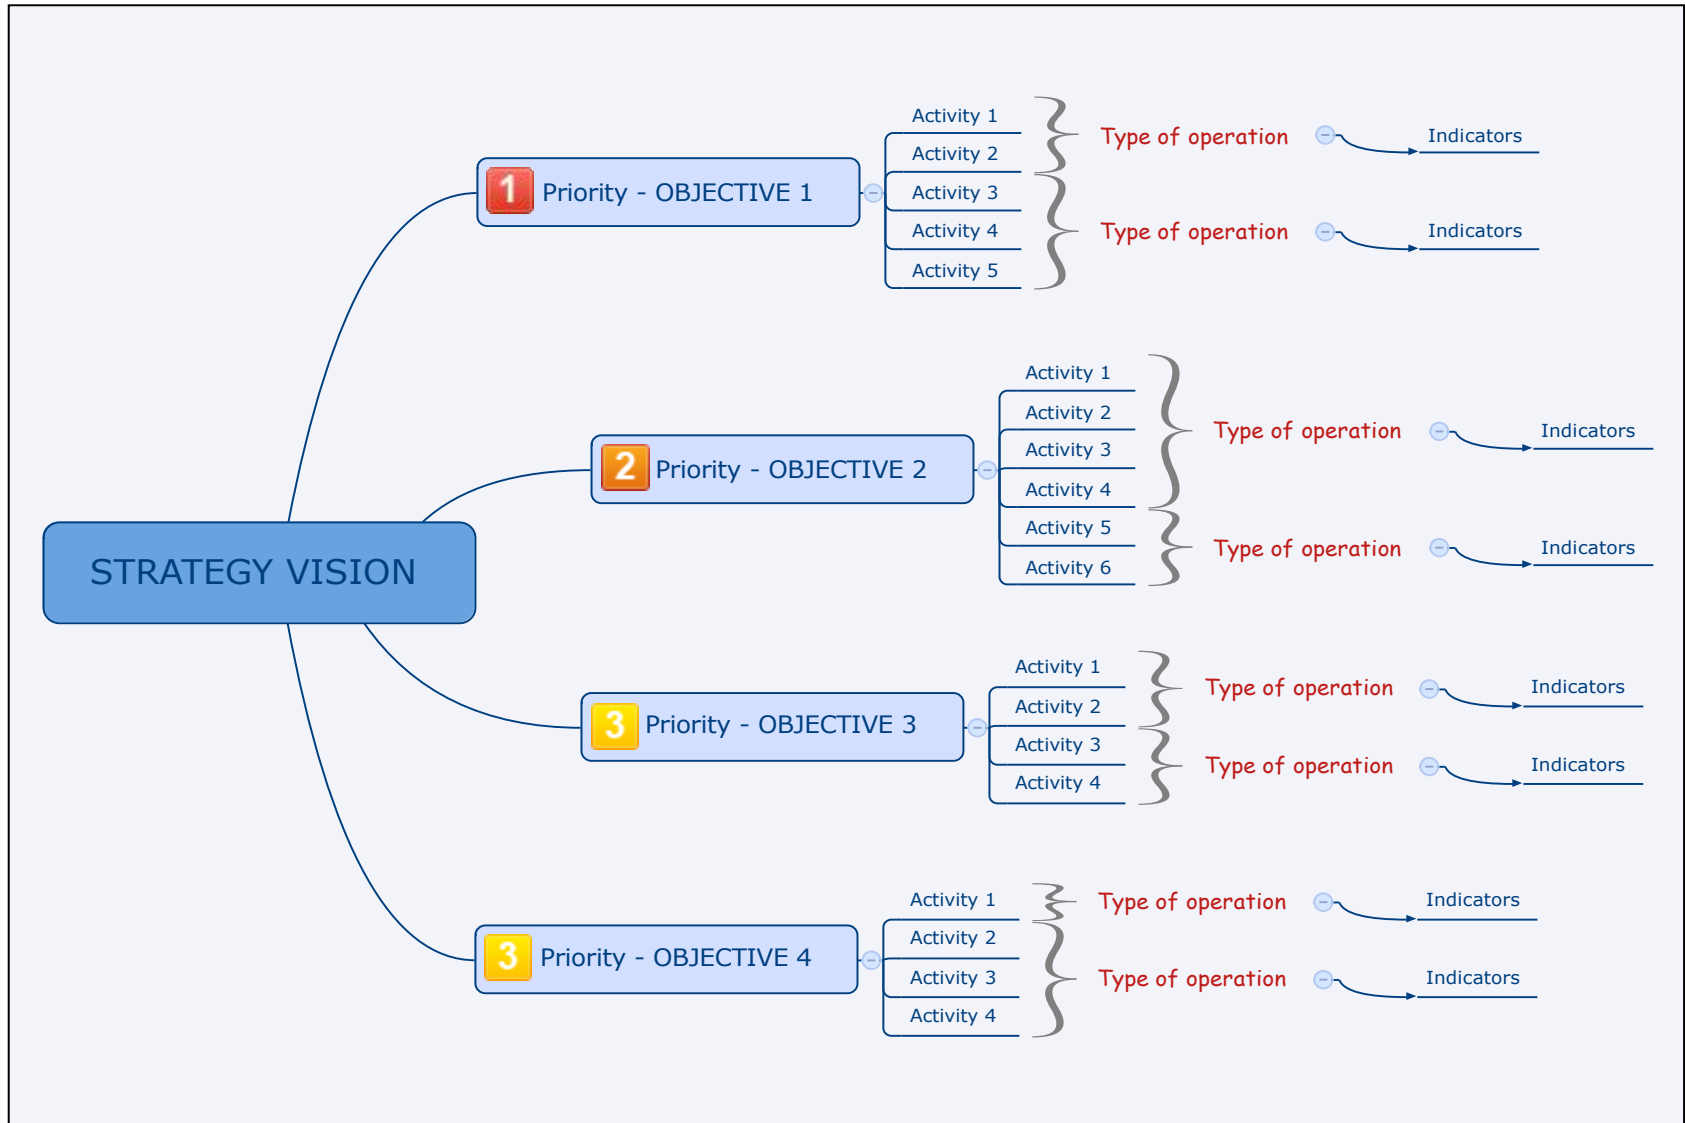 STRATEGY VISION
1 Priority - OBJECTIVE 1
Activity 1
Activity 2
Activity 3
Activity 4
Activity 5
Type of operation
Indicators
Type of operation
Indicators
2 Priority - OBJECTIVE 2
Activity 1
Activity 2
Activity 3
Activity 4
Activity 5
Activity 6
Type of operation
Indicators
Type of operation
Indicators
3 Priority - OBJECTIVE 3
Activity 1
Activity 2
Activity 3
Activity 4
Type of operation
Indicators
Type of operation
Indicators
3 Priority - OBJECTIVE 4
Activity 1
Activity 2
Activity 3
Activity 4
Type of operation
Indicators
Type of operation
Indicators